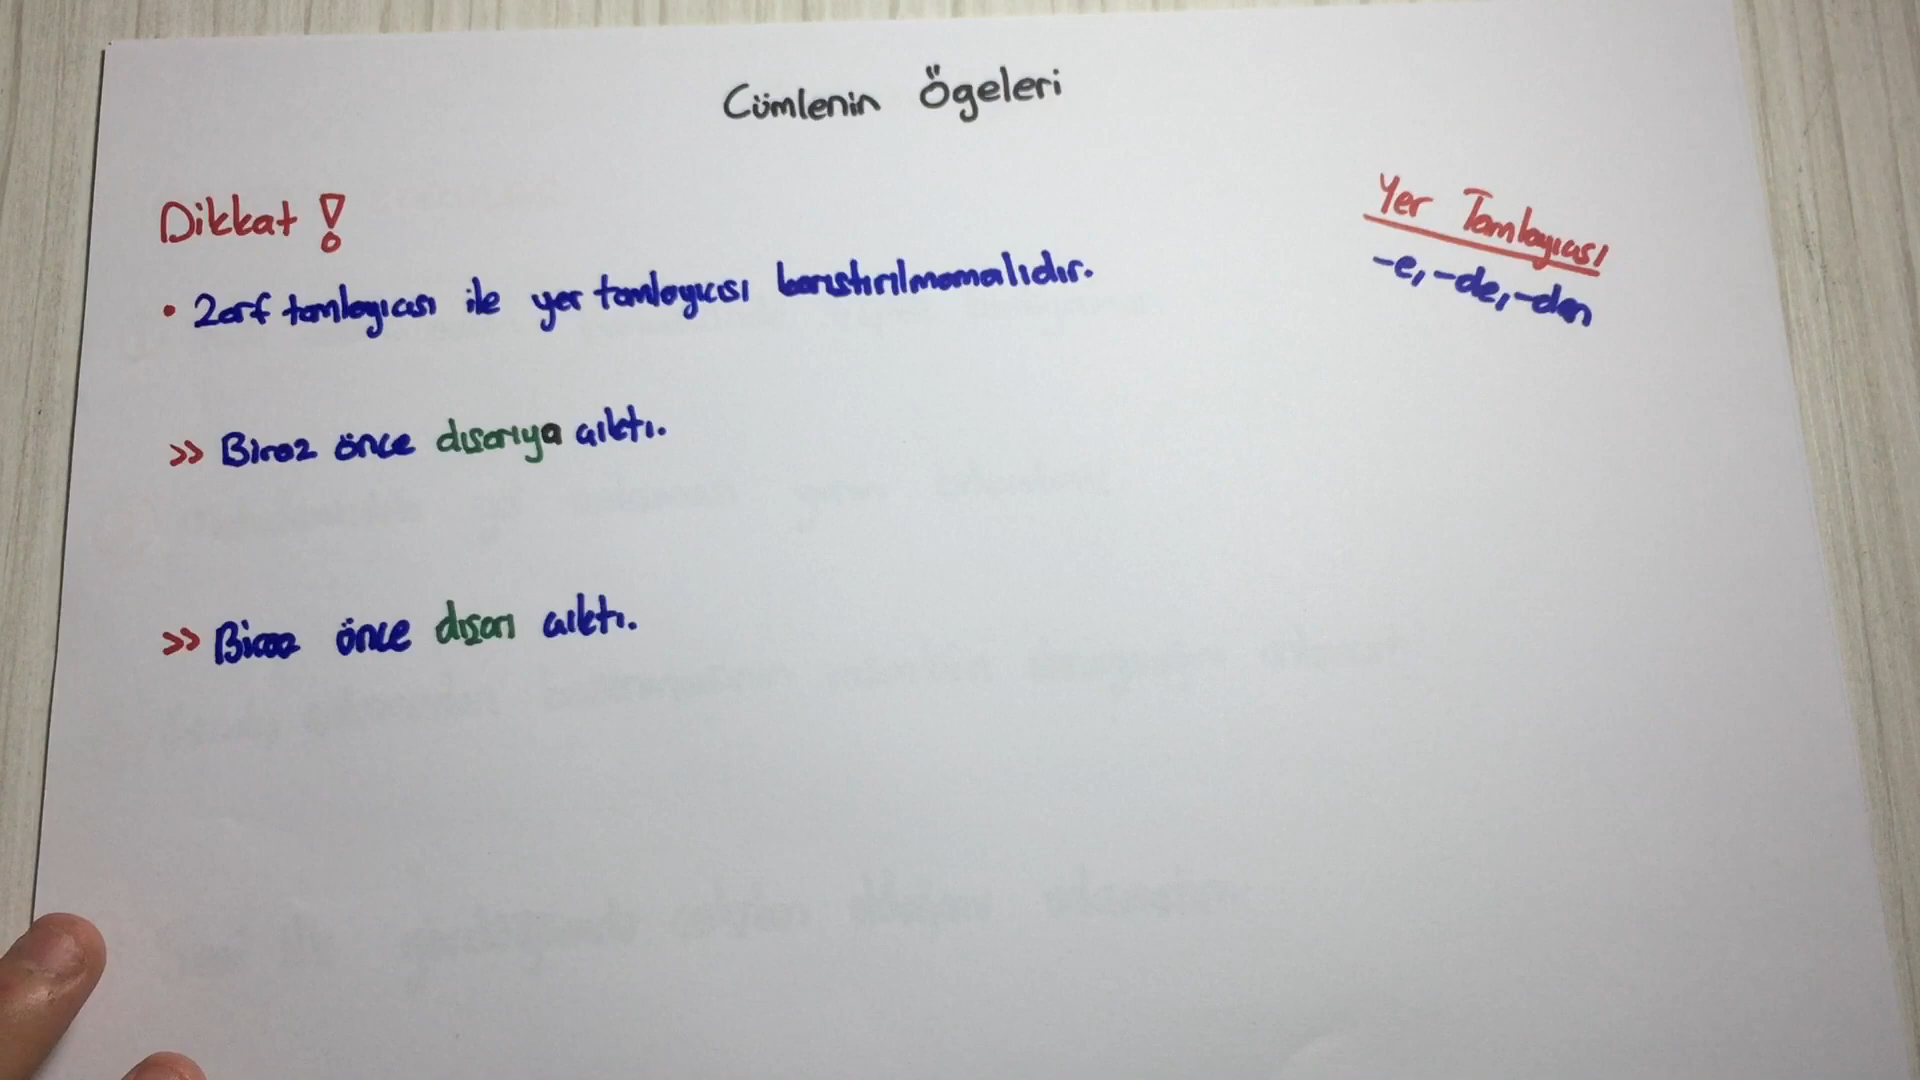 Cümlenin Ögeleri
Dikkat !
Yer Tamlayıcısı
-e, -de, -den
• Zarf tamlayıcası ile yer tamlayıcısı karıştırılmamalıdır.
>> Biraz önce dışarıya çıktı.
>> Biraz önce dışarı çıktı.